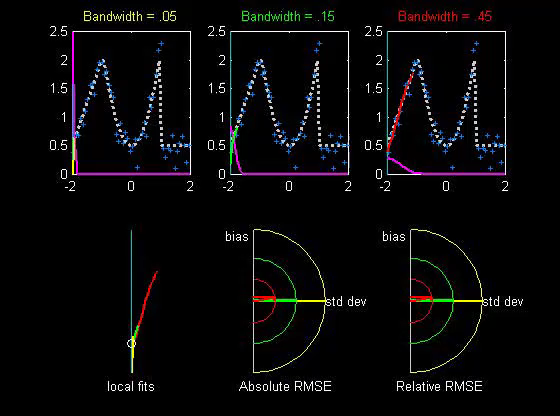 Bandwidth = .05 Bandwidth = .15 Bandwidth = .45
2.5 2.5 2.5
2 2 2
1.5 1.5 1.5
1 1 1
0.5 0.5 0.5
0 0 0
-2 0 2 -2 0 2 -2 0 2
bias bias
std dev std dev
local fits Absolute RMSE Relative RMSE